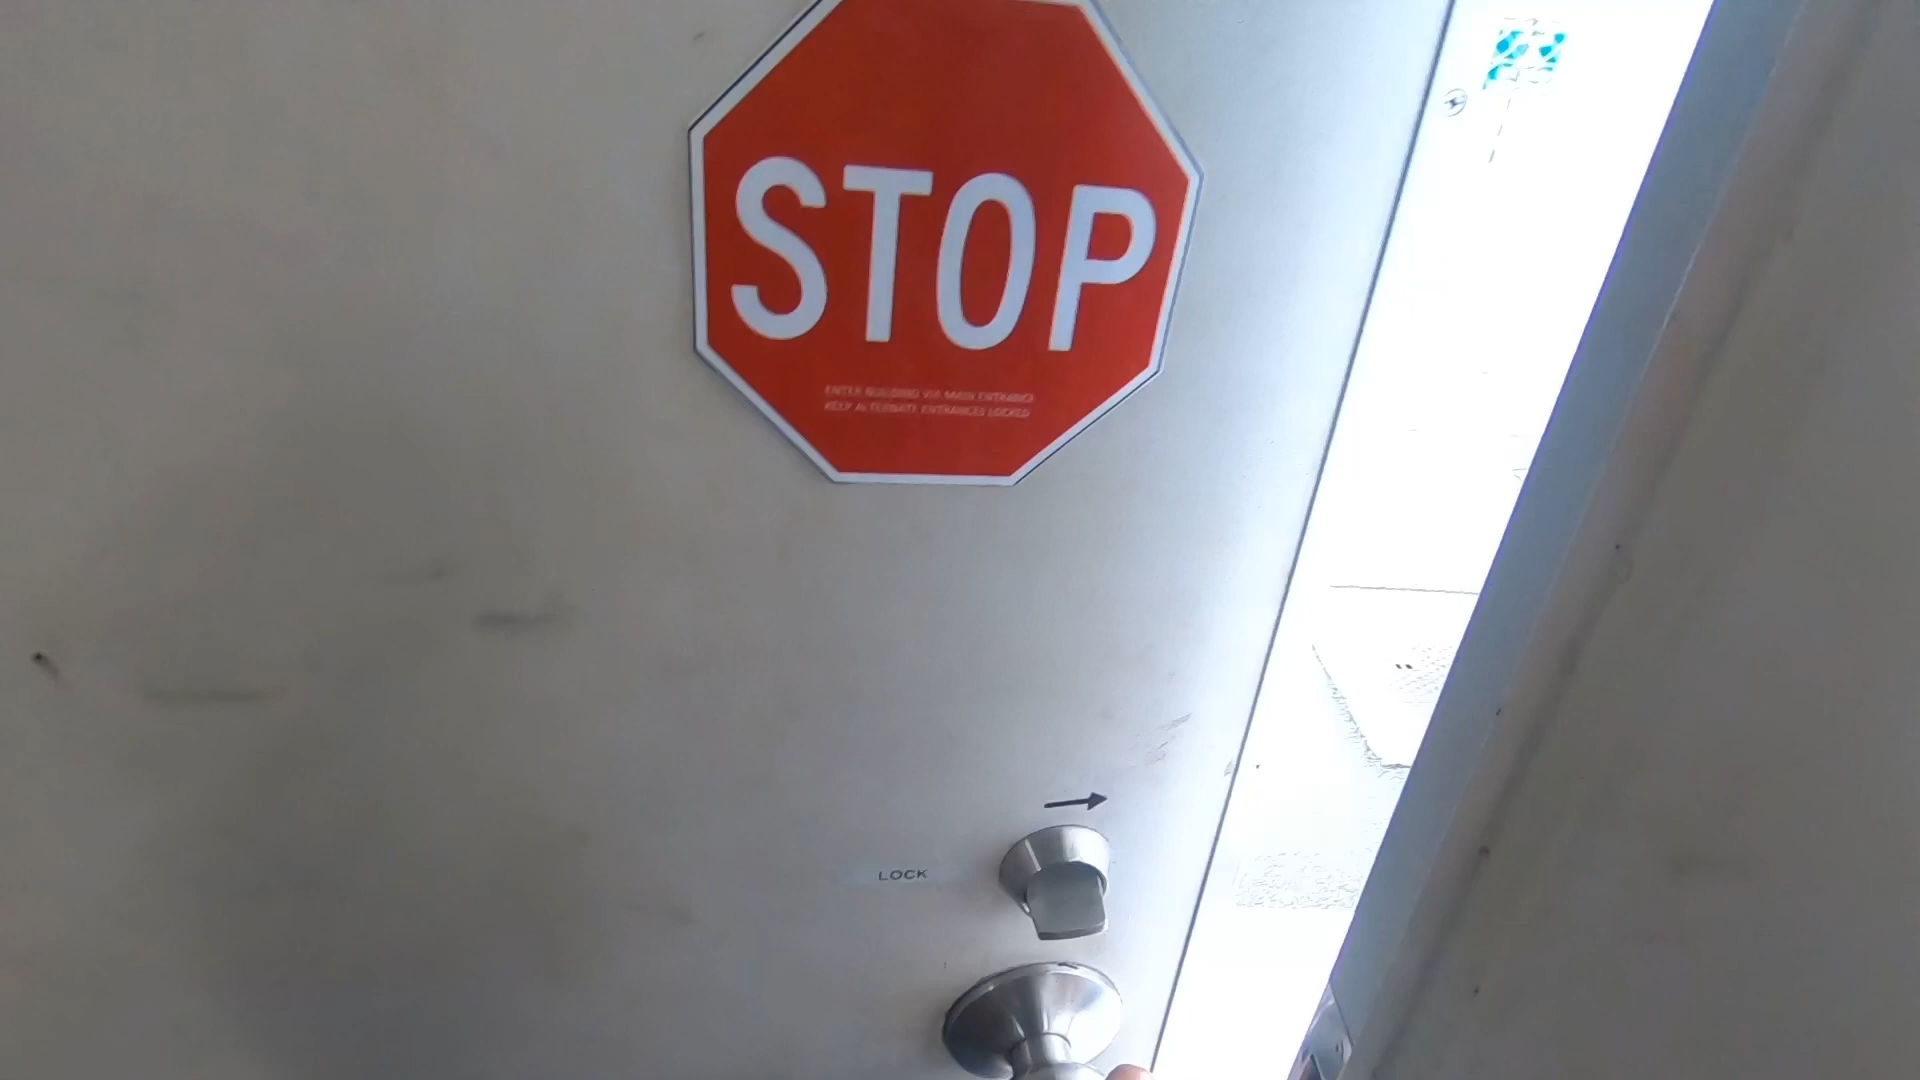 STOP
ENTER BUILDING VIA MAIN ENTRANCE
KEEP ALTERNATE ENTRANCES LOCKED
LOCK